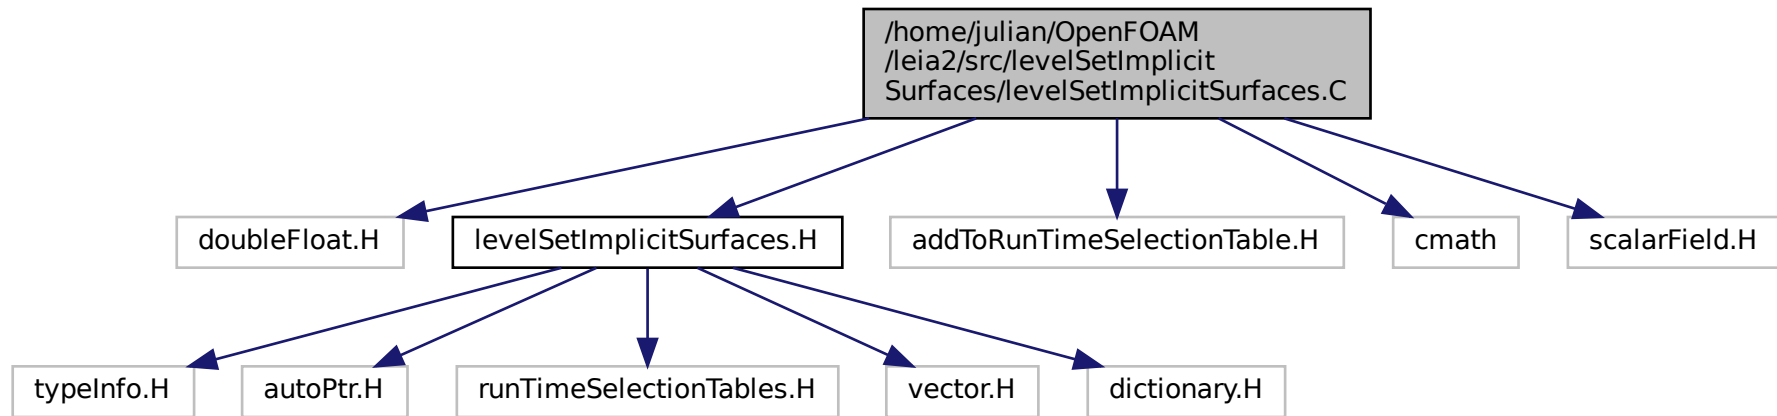 /home/julian/OpenFOAM
/leia2/src/levelSetImplicit
Surfaces/levelSetImplicitSurfaces.C
doubleFloat.H
levelSetImplicitSurfaces.H
addToRunTimeSelectionTable.H
cmath
scalarField.H
typeInfo.H
autoPtr.H
runTimeSelectionTables.H
vector.H
dictionary.H